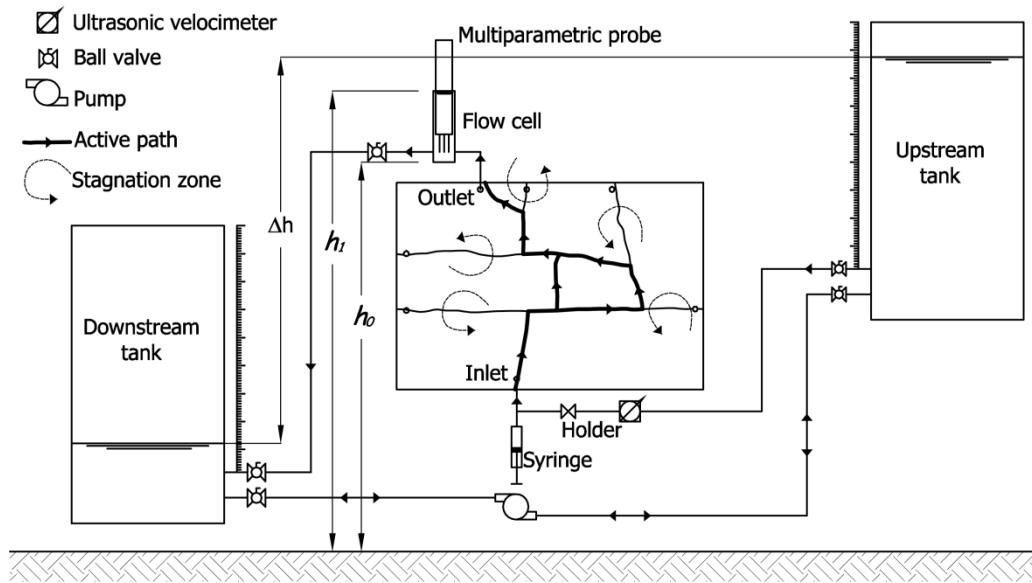 Ultrasonic velocimeter
Ball valve
Pump
Active path
Stagnation zone
Multiparametric probe
Flow cell
Upstream
tank
Outlet
Δh
h1
h0
Downstream
tank
Inlet
Holder
Syringe